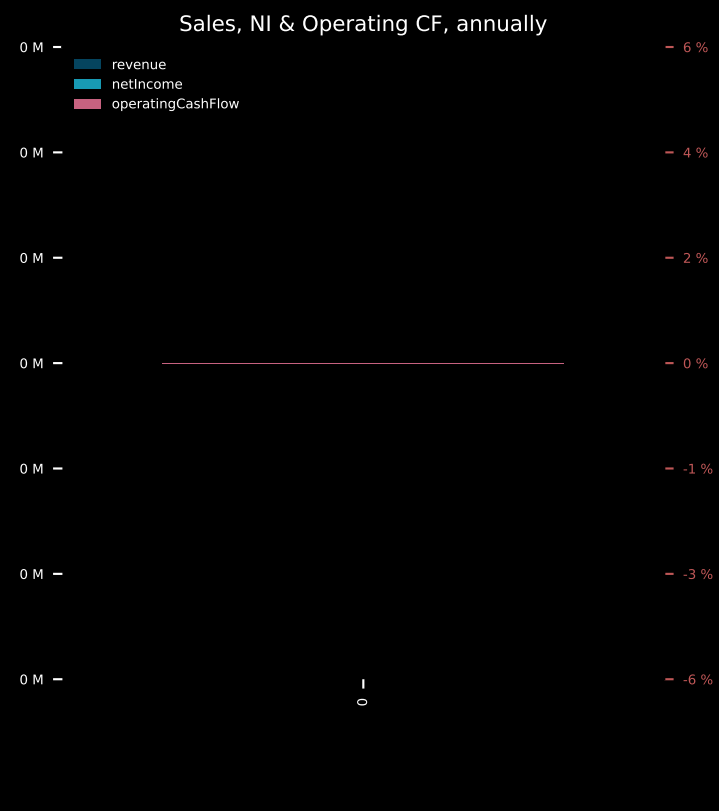 Sales, NI & Operating CF, annually
0 M
6 %
revenue
netIncome
operatingCashFlow
0 M
4 %
0 M
2 %
0 M
0 %
0 M
-1 %
0 M
-3 %
0 M
-6 %
0